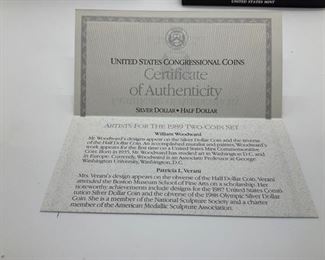 UNITED STATES MINT
UNITED STATES CONGRESSIONAL COINS
Certificate
of Authenticity
SILVER DOLLAR • HALF DOLLAR
ARTISTS FOR THE 1989 TWO-COIN SET
William Woodward
Mr. Woodward's designs appear on the Silver Dollar Coin and the reverse
of the Half Dollar Coin. An accomplished muralist and painter, Woodward's
work appears for the first time on a United States Mint Commemorative
Coin. Born in 1935, Mr. Woodward has studied art in Washington, D.C., and
in Europe. Currently, Woodward is an Associate Professor at George
Washington University, Washington, D.C.
Patricia L. Verani
Mrs. Verani's design appears on the obverse of the Half Dollar Coin. Verani
attended the Boston Museum School of Fine Arts on a scholarship. Her
noteworthy achievements include designs for the 1987 United States Consti-
tution Silver Dollar Coin and the obverse of the 1988 Olympic Silver Dollar
Coin. She is a member of the National Sculpture Society and a charter
member of the American Medallic Sculpture Association.